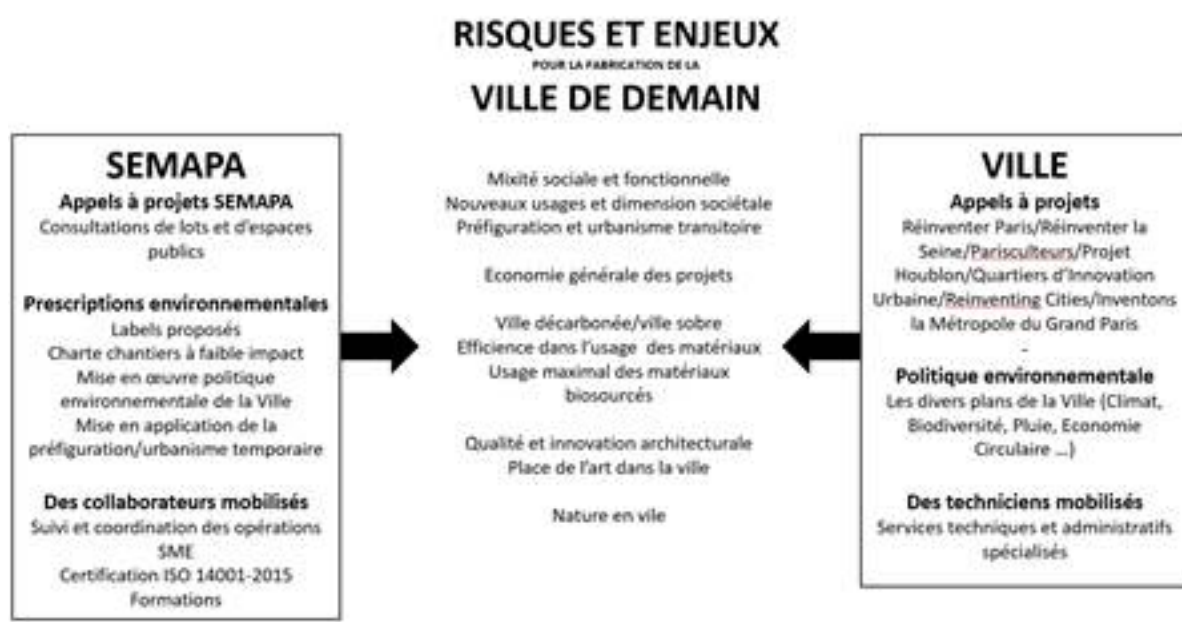 RISQUES ET ENJEUX
POUR LA FABRICATION DE LA
VILLE DE DEMAIN
SEMAPA
Appels à projets SEMAPA
Consultations de lots et d'espaces
publics
Prescriptions environnementales
Labels proposés
Charte chantiers à faible impact
Mise en œuvre politique
environnementale de la Ville
Mise en application de la
préfiguration/urbanisme temporaire
Des collaborateurs mobilisés
Suivi et coordination des opérations
SME
Certification ISO 14001-2015
Formations
Mixité sociale et fonctionnelle
Nouveaux usages et dimension sociétale
Préfiguration et urbanisme transitoire
Economie générale des projets
Ville décarbonée/ville sobre
Efficience dans l'usage des matériaux
Usage maximal des matériaux
biosourcés
Qualité et innovation architecturale
Place de l'art dans la ville
Nature en vile
VILLE
Appels à projets
Réinventer Paris/Réinventer la
Seine/Parisculteurs/Projet
Houblon/Quartiers d'Innovation
Urbaine/Reinventing Cities/Inventons
la Métropole du Grand Paris
-
Politique environnementale
Les divers plans de la Ville (Climat,
Biodiversité, Pluie, Economie
Circulaire ...)
Des techniciens mobilisés
Services techniques et administratifs
spécialisés